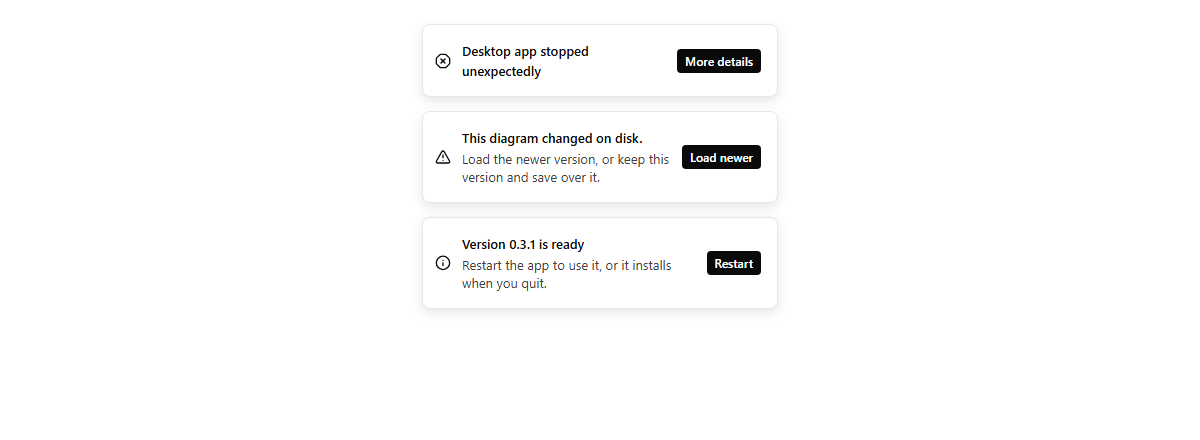 Desktop app stopped
unexpectedly
More details
This diagram changed on disk.
Load the newer version, or keep this
version and save over it.
Load newer
Version 0.3.1 is ready
Restart the app to use it, or it installs
when you quit.
Restart